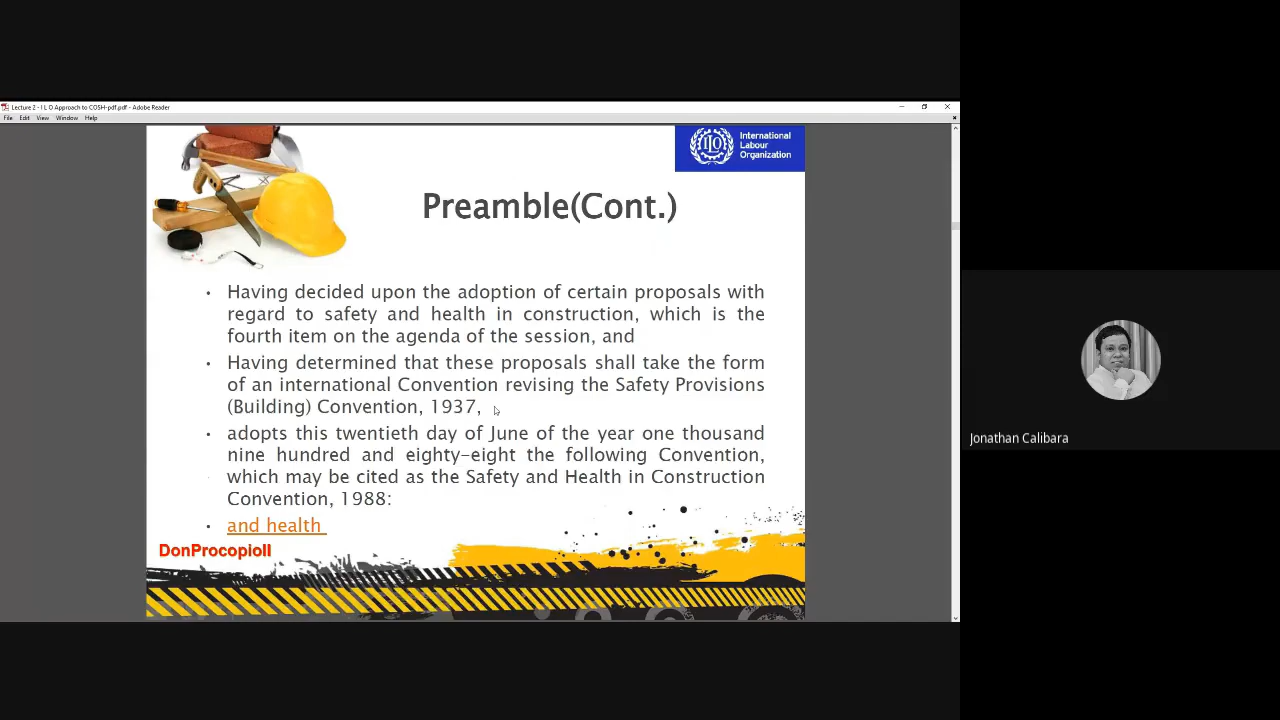 Lecture 2 - I L O Approach to COSH-pdf.pdf - Adobe Reader
File Edit View Window Help
International
Labour
Organization
Preamble(Cont.)
• Having decided upon the adoption of certain proposals with
regard to safety and health in construction, which is the
fourth item on the agenda of the session, and
• Having determined that these proposals shall take the form
of an international Convention revising the Safety Provisions
(Building) Convention, 1937,
• adopts this twentieth day of June of the year one thousand
nine hundred and eighty-eight the following Convention,
which may be cited as the Safety and Health in Construction
Convention, 1988:
• and health
DonProcopioII
Jonathan Calibara